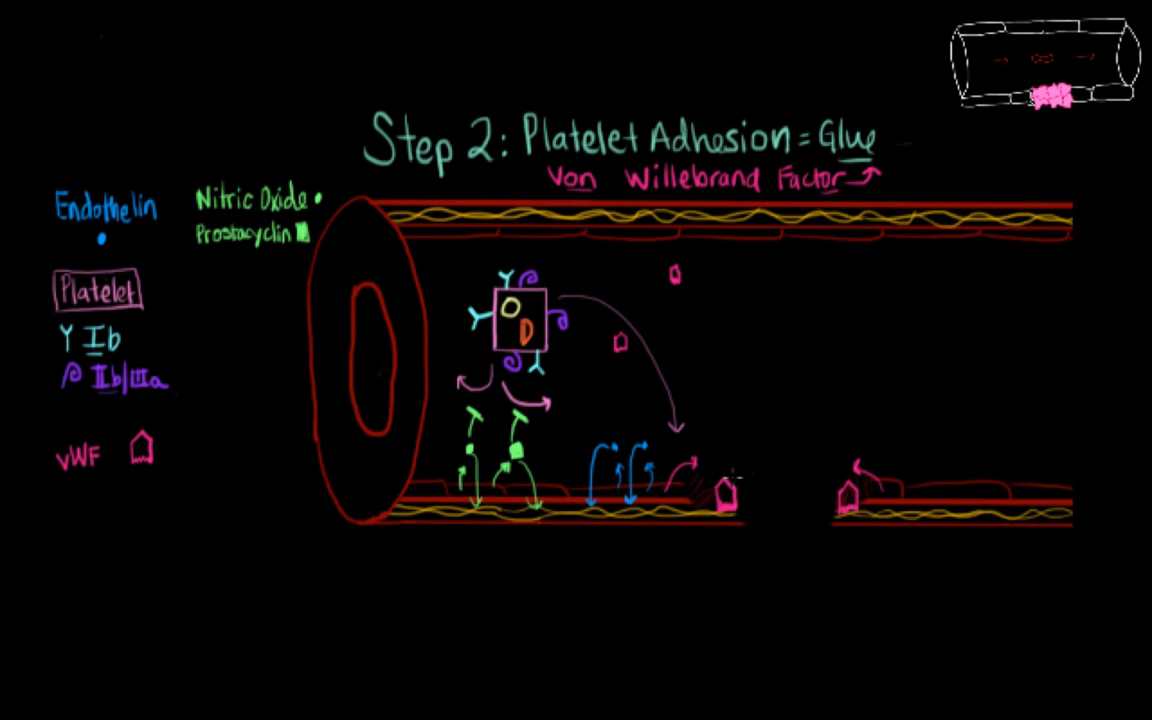 Step 2: Platelet Adhesion = Glue
Von Willebrand Factor
Endothelin
Nitric Oxide
Prostacyclin
Platelet
Ib
IIb/IIIa
vWF
O
D